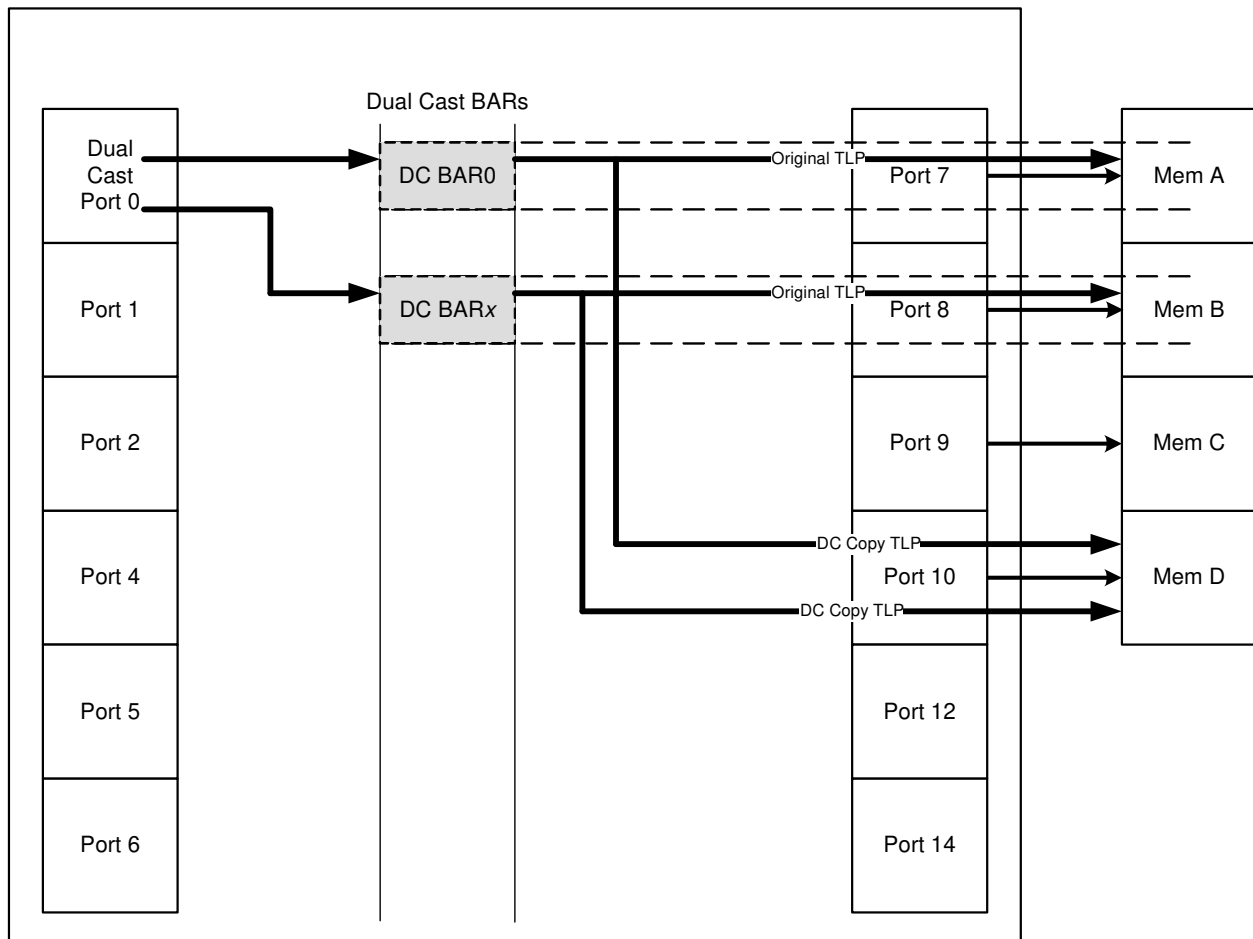 Dual Cast BARs
Dual
Cast
Port 0
DC BAR0
Original TLP
Port 7
Mem A
Port 1
DC BARx
Original TLP
Port 8
Mem B
Port 2
Port 9
Mem C
DC Copy TLP
Port 4
Port 10
Mem D
DC Copy TLP
Port 5
Port 12
Port 6
Port 14